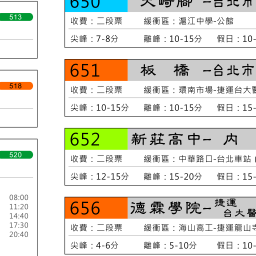 513
518
520
08:00
11:20
14:40
17:30
20:40
650 大崎腳－台北市
收費：二段票 緩衝區：滬江中學-公館
尖峰：7-8分 離峰：10-15分 假日：10-
651 板 橋－台北市
收費：二段票 緩衝區：環南市場-捷運台大醫
尖峰：10-15分 離峰：10-15分 假日：15-
652 新莊高中－ 內
收費：二段票 緩衝區：中華路口-台北車站
尖峰：12-15分 離峰：15-20分 假日：15-
656 德霖學院－捷運台大醫
收費：二段票 緩衝區：海山高工-捷運龍山寺
尖峰：4-6分 離峰：5-10分 假日：10-